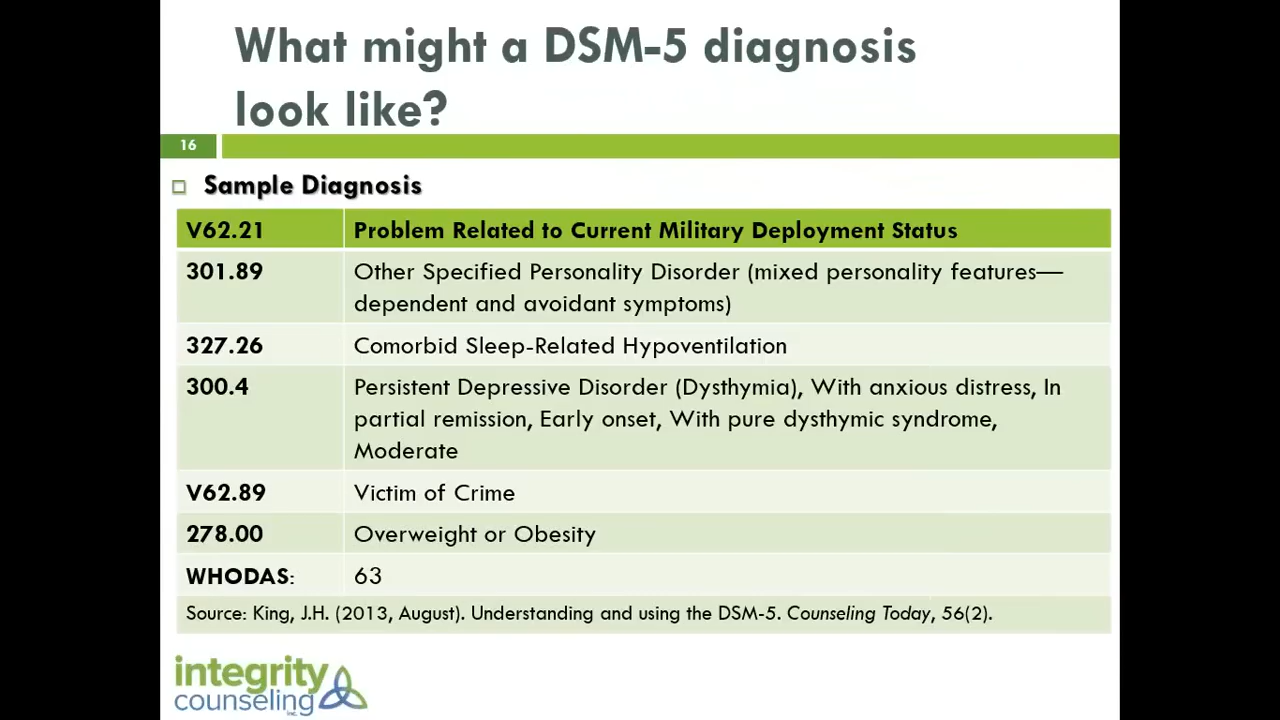 What might a DSM-5 diagnosis
look like?
16
Sample Diagnosis
V62.21 Problem Related to Current Military Deployment Status
301.89 Other Specified Personality Disorder (mixed personality features—
dependent and avoidant symptoms)
327.26 Comorbid Sleep-Related Hypoventilation
300.4 Persistent Depressive Disorder (Dysthymia), With anxious distress, In
partial remission, Early onset, With pure dysthymic syndrome,
Moderate
V62.89 Victim of Crime
278.00 Overweight or Obesity
WHODAS: 63
Source: King, J.H. (2013, August). Understanding and using the DSM-5. Counseling Today, 56(2).
integrity
counseling
inc.